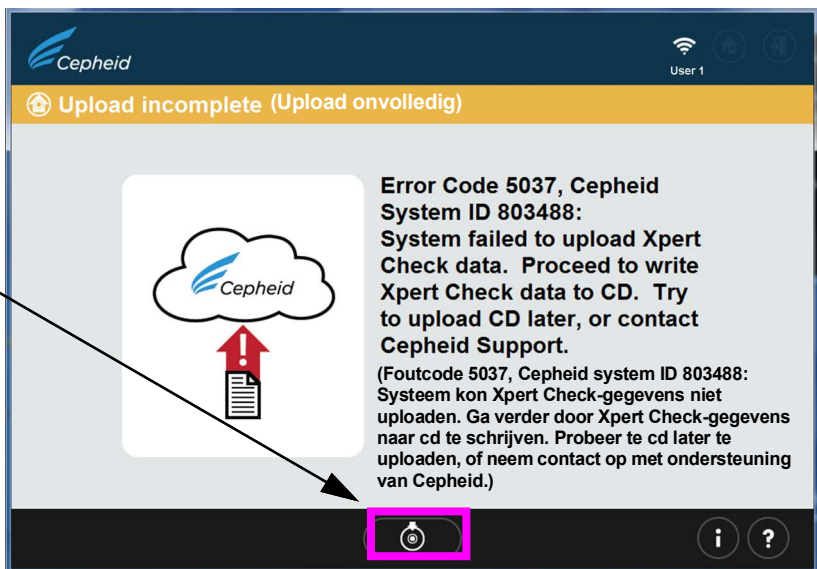 Cepheid
User 1
Upload incomplete (Upload onvolledig)
Cepheid
Error Code 5037, Cepheid
System ID 803488:
System failed to upload Xpert
Check data. Proceed to write
Xpert Check data to CD. Try
to upload CD later, or contact
Cepheid Support.
(Foutcode 5037, Cepheid system ID 803488:
Systeem kon Xpert Check-gegevens niet
uploaden. Ga verder door Xpert Check-gegevens
naar cd te schrijven. Probeer te cd later te
uploaden, of neem contact op met ondersteuning
van Cepheid.)
i ?